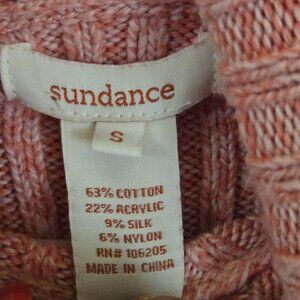 sundance
S
63% COTTON
22% ACRYLIC
9% SILK
6% NYLON
RN# 106205
MADE IN CHINA